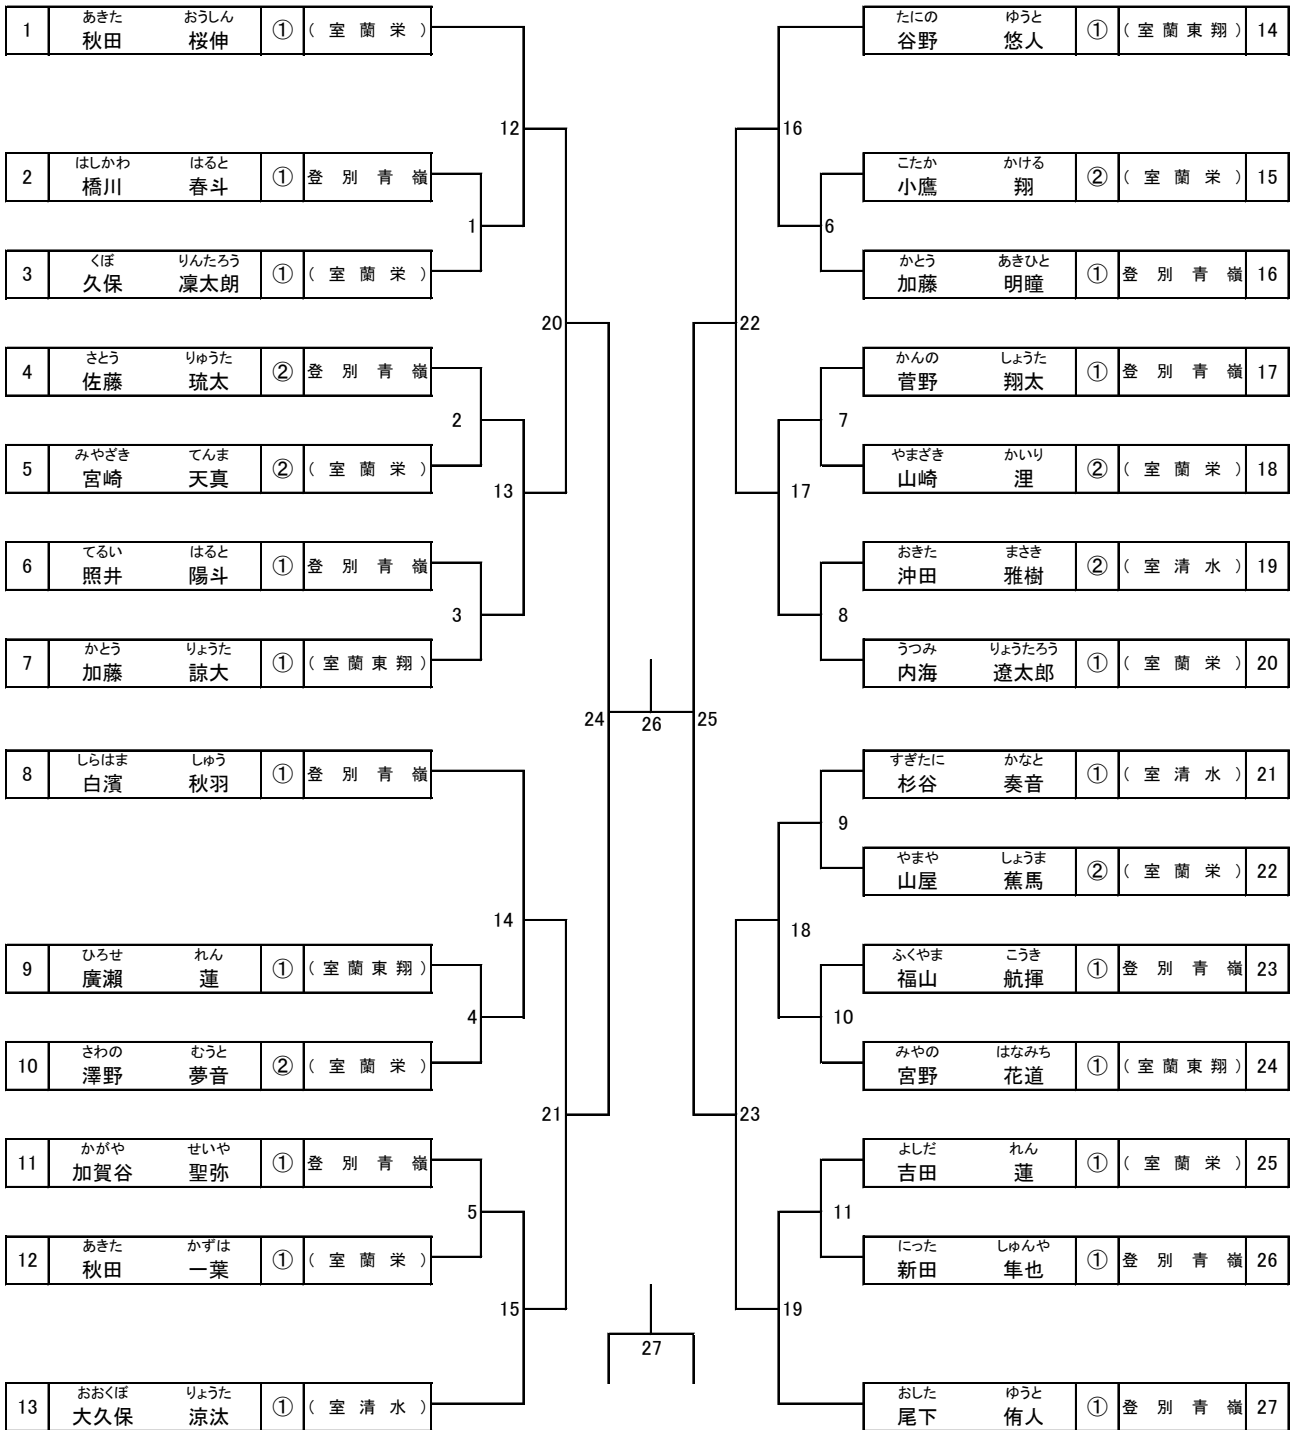 あきた おうしん
1 秋田 桜伸 ① ( 室 蘭 栄 )
12
はしかわ はると
2 橋川 春斗 ① 登 別 青 嶺
1
くぼ りんたろう
3 久保 凜太朗 ① ( 室 蘭 栄 )
20
さとう りゅうた
4 佐藤 琉太 ② 登 別 青 嶺
2
みやざき てんま
5 宮崎 天真 ② ( 室 蘭 栄 )
13
てるい はると
6 照井 陽斗 ① 登 別 青 嶺
3
かとう りょうた
7 加藤 諒大 ① ( 室 蘭 東 翔 )
24
しらはま しゅう
8 白濱 秋羽 ① 登 別 青 嶺
14
ひろせ れん
9 廣瀨 蓮 ① ( 室 蘭 東 翔 )
4
さわの むうと
10 澤野 夢音 ② ( 室 蘭 栄 )
21
かがや せいや
11 加賀谷 聖弥 ① 登 別 青 嶺
5
あきた かずは
12 秋田 一葉 ① ( 室 蘭 栄 )
15
おおくぼ りょうた
13 大久保 涼汰 ① ( 室 清 水 )
26
27
たにの ゆうと
谷野 悠人 ① ( 室 蘭 東 翔 ) 14
16
こたか かける
小鷹 翔 ② ( 室 蘭 栄 ) 15
6
かとう あきひと
加藤 明瞳 ① 登 別 青 嶺 16
22
かんの しょうた
菅野 翔太 ① 登 別 青 嶺 17
7
やまざき かいり
山崎 浬 ② ( 室 蘭 栄 ) 18
17
おきた まさき
沖田 雅樹 ② ( 室 清 水 ) 19
8
うつみ りょうたろう
内海 遼太郎 ① ( 室 蘭 栄 ) 20
25
すぎたに かなと
杉谷 奏音 ① ( 室 清 水 ) 21
9
やまや しょうま
山屋 蕉馬 ② ( 室 蘭 栄 ) 22
18
ふくやま こうき
福山 航揮 ① 登 別 青 嶺 23
10
みやの はなみち
宮野 花道 ① ( 室 蘭 東 翔 ) 24
23
よしだ れん
吉田 蓮 ① ( 室 蘭 栄 ) 25
11
にった しゅんや
新田 隼也 ① 登 別 青 嶺 26
19
おした ゆうと
尾下 侑人 ① 登 別 青 嶺 27